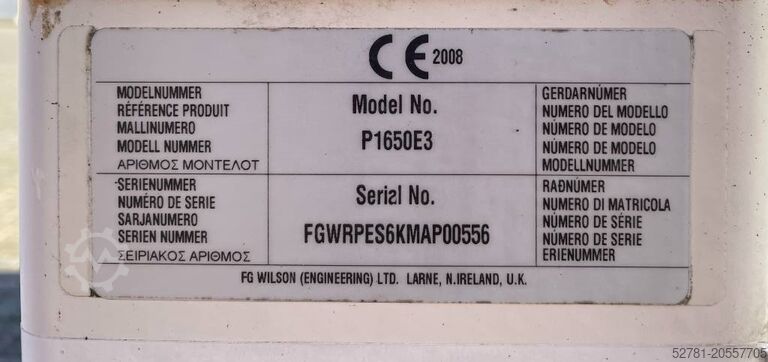 CE 2008
MODELNUMMER
RÉFÉRENCE PRODUIT
MALLINUMERO
MODELL NUMMER
ΑΡΙΘΜΟΣ ΜΟΝΤΕΛΟΤ
Model No.
P1650E3
GERDARNÚMER
NUMERO DEL MODELLO
NÚMERO DE MODELO
NÚMERO DE MODELO
MODELLNUMMER
SERIENUMMER
NUMÉRO DE SERIE
SARJANUMERO
SERIEN NUMMER
ΣΕΙΡΙΑΚΟΣ ΑΡΙΘΜΟΣ
Serial No.
FGWRPES6KMAP00556
RAÐNÚMER
NUMERO DI MATRICOLA
NÚMERO DE SÉRIE
NÚMERO DE SERIE
ERIENUMMER
FG WILSON (ENGINEERING) LTD. LARNE, N.IRELAND, U.K.
52781-20557705